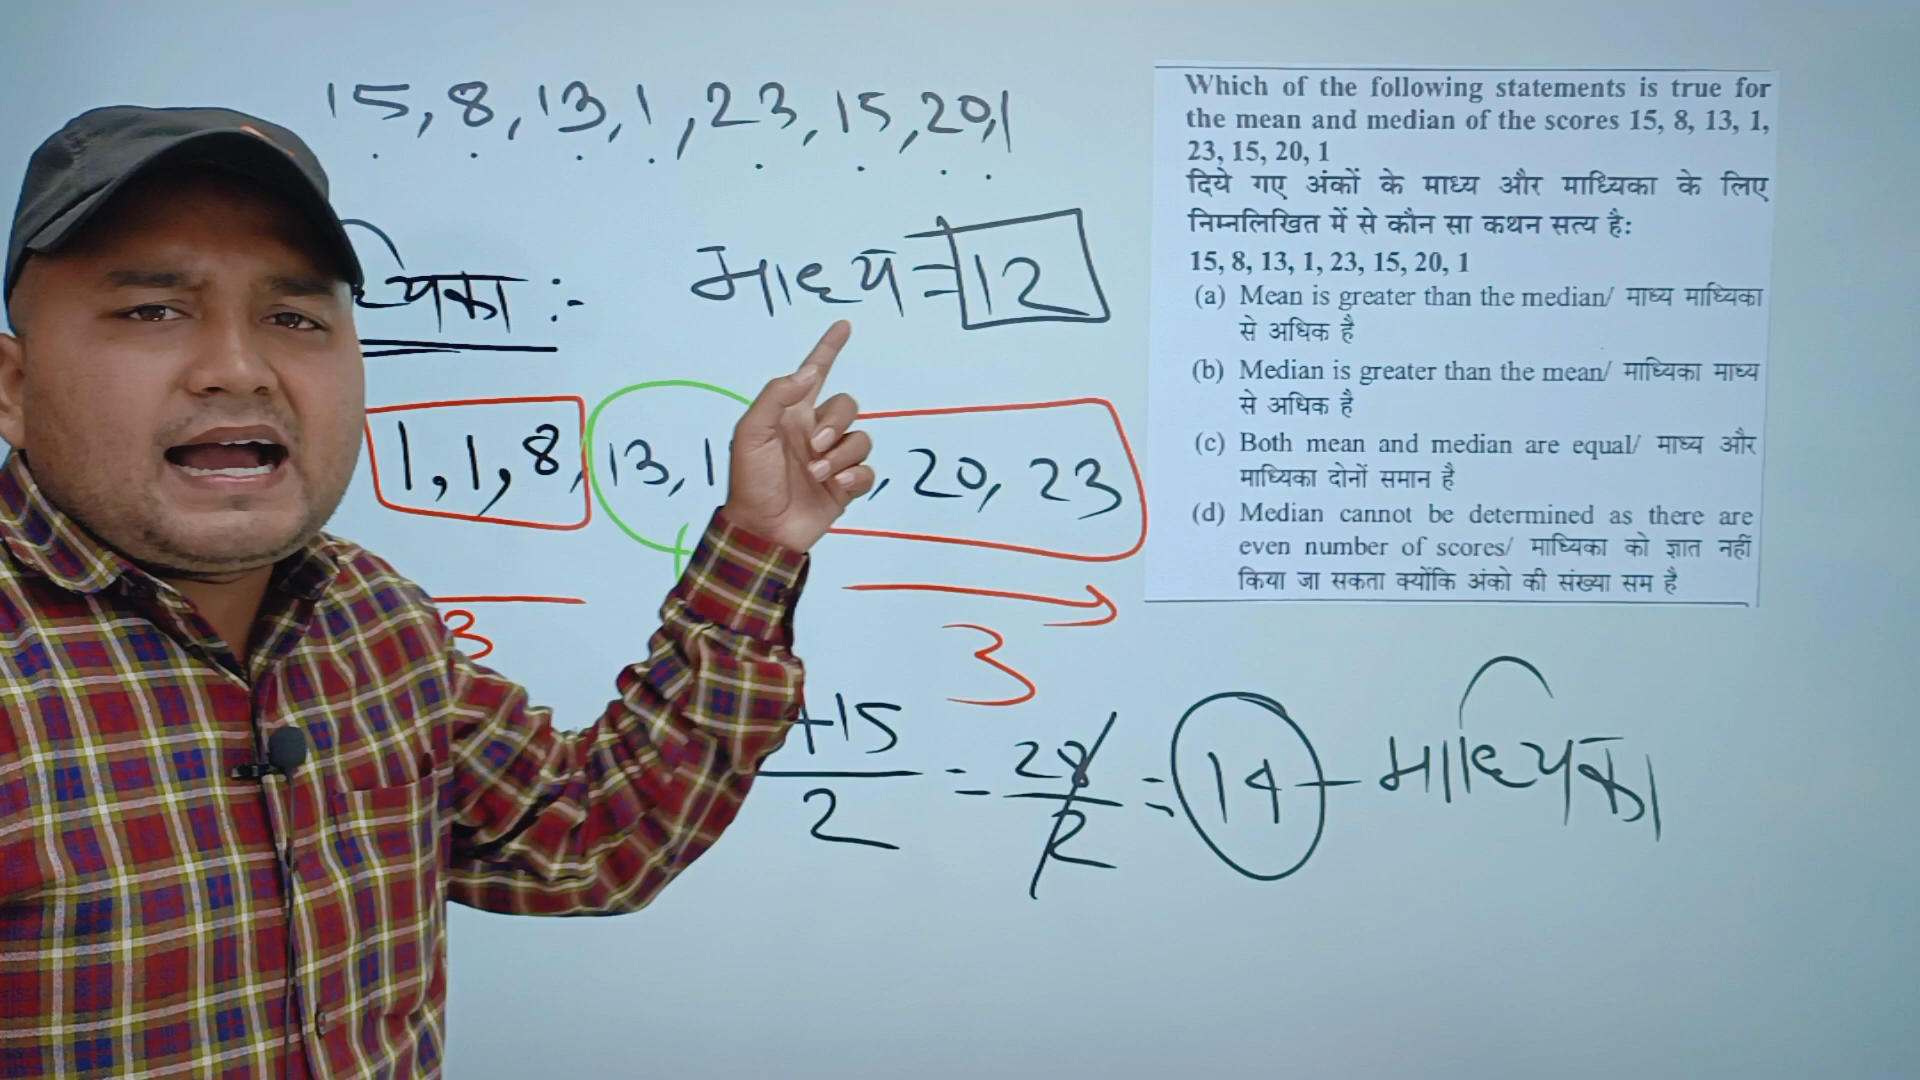 15, 8, 13, 1, 23, 15, 20, 1
माध्य = 12
1, 1, 8, 13, 1 , 20, 23
3
3
+15
2
= 28
2
= 14 - माध्यिका
Which of the following statements is true for
the mean and median of the scores 15, 8, 13, 1,
23, 15, 20, 1
दिये गए अंकों के माध्य और माध्यिका के लिए
निम्नलिखित में से कौन सा कथन सत्य है:
15, 8, 13, 1, 23, 15, 20, 1
(a) Mean is greater than the median/ माध्य माध्यिका
से अधिक है
(b) Median is greater than the mean/ माध्यिका माध्य
से अधिक है
(c) Both mean and median are equal/ माध्य और
माध्यिका दोनों समान है
(d) Median cannot be determined as there are
even number of scores/ माध्यिका को ज्ञात नहीं
किया जा सकता क्योंकि अंको की संख्या सम है